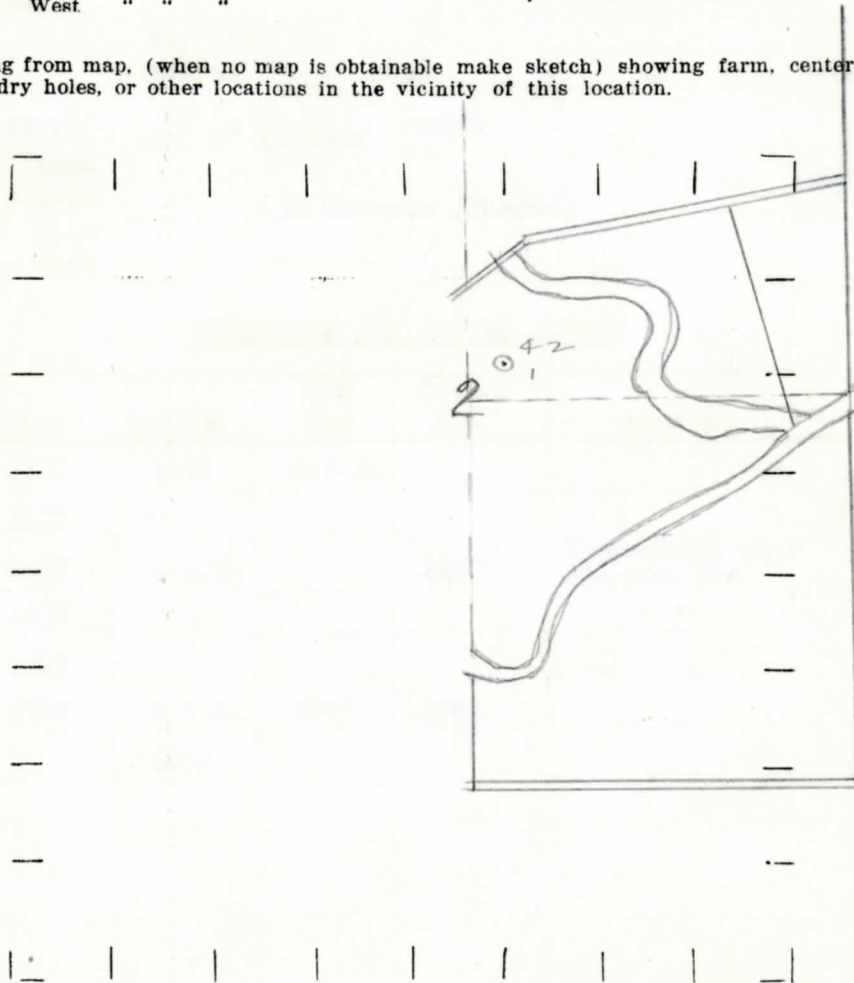 West " " "
g from map, (when no map is obtainable make sketch) showing farm, center
dry holes, or other locations in the vicinity of this location.
42
1
2